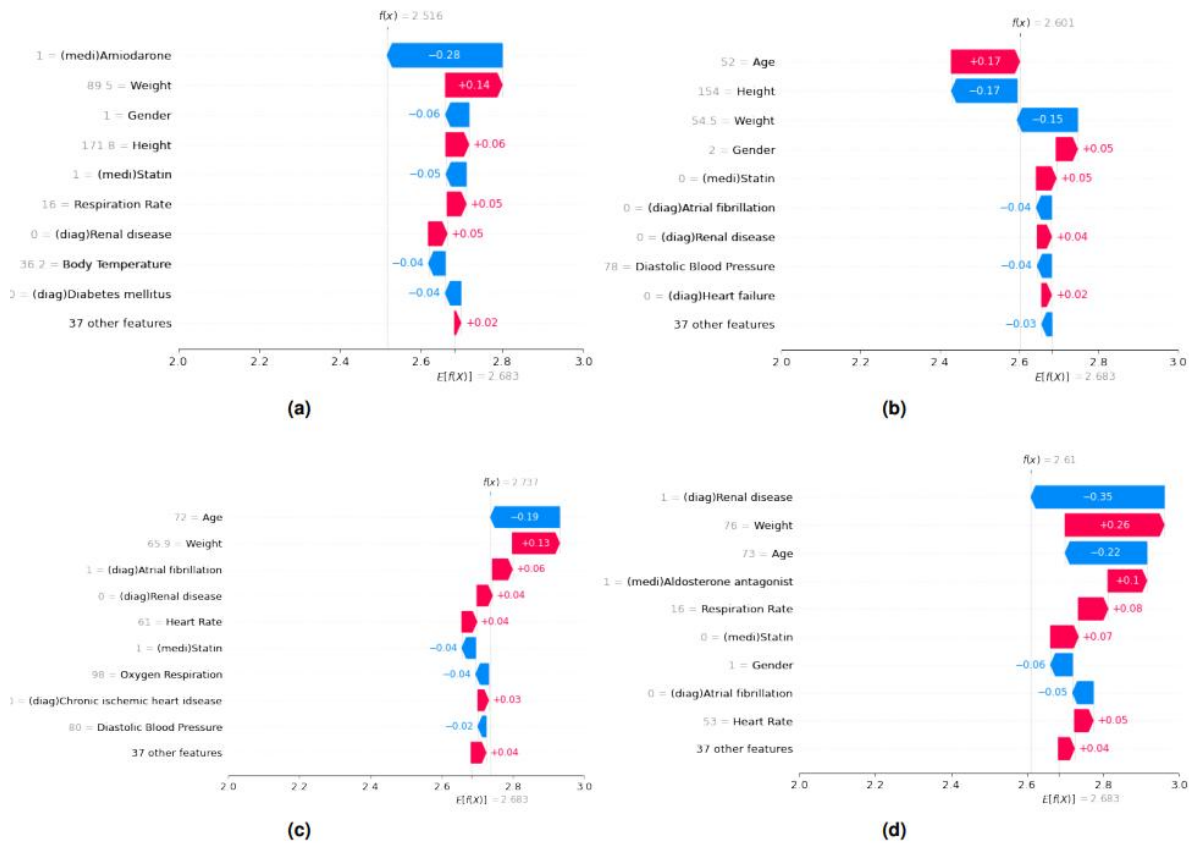 f(x) = 2.516
1 = (medi)Amiodarone
−0.28
89.5 = Weight
+0.14
1 = Gender
−0.06
171.8 = Height
+0.06
1 = (medi)Statin
−0.05
16 = Respiration Rate
+0.05
0 = (diag)Renal disease
+0.05
36.2 = Body Temperature
−0.04
0 = (diag)Diabetes mellitus
−0.04
37 other features
+0.02
2.0 2.2 2.4 2.6 2.8 3.0
E[f(X)] = 2.683
(a)
f(x) = 2.601
52 = Age
+0.17
154 = Height
−0.17
54.5 = Weight
−0.15
2 = Gender
+0.05
0 = (medi)Statin
+0.05
0 = (diag)Atrial fibrillation
−0.04
0 = (diag)Renal disease
+0.04
78 = Diastolic Blood Pressure
−0.04
0 = (diag)Heart failure
+0.02
37 other features
−0.03
2.0 2.2 2.4 2.6 2.8 3.0
E[f(X)] = 2.683
(b)
f(x) = 2.737
72 = Age
−0.19
65.9 = Weight
+0.13
1 = (diag)Atrial fibrillation
+0.06
0 = (diag)Renal disease
+0.04
61 = Heart Rate
+0.04
1 = (medi)Statin
−0.04
98 = Oxygen Respiration
−0.04
= (diag)Chronic ischemic heart idsease
+0.03
80 = Diastolic Blood Pressure
−0.02
37 other features
+0.04
2.0 2.2 2.4 2.6 2.8 3.0
E[f(X)] = 2.683
(c)
f(x) = 2.61
1 = (diag)Renal disease
−0.35
76 = Weight
+0.26
73 = Age
−0.22
1 = (medi)Aldosterone antagonist
+0.1
16 = Respiration Rate
+0.08
0 = (medi)Statin
+0.07
1 = Gender
−0.06
0 = (diag)Atrial fibrillation
−0.05
53 = Heart Rate
+0.05
37 other features
+0.04
2.0 2.2 2.4 2.6 2.8 3.0
E[f(X)] = 2.683
(d)